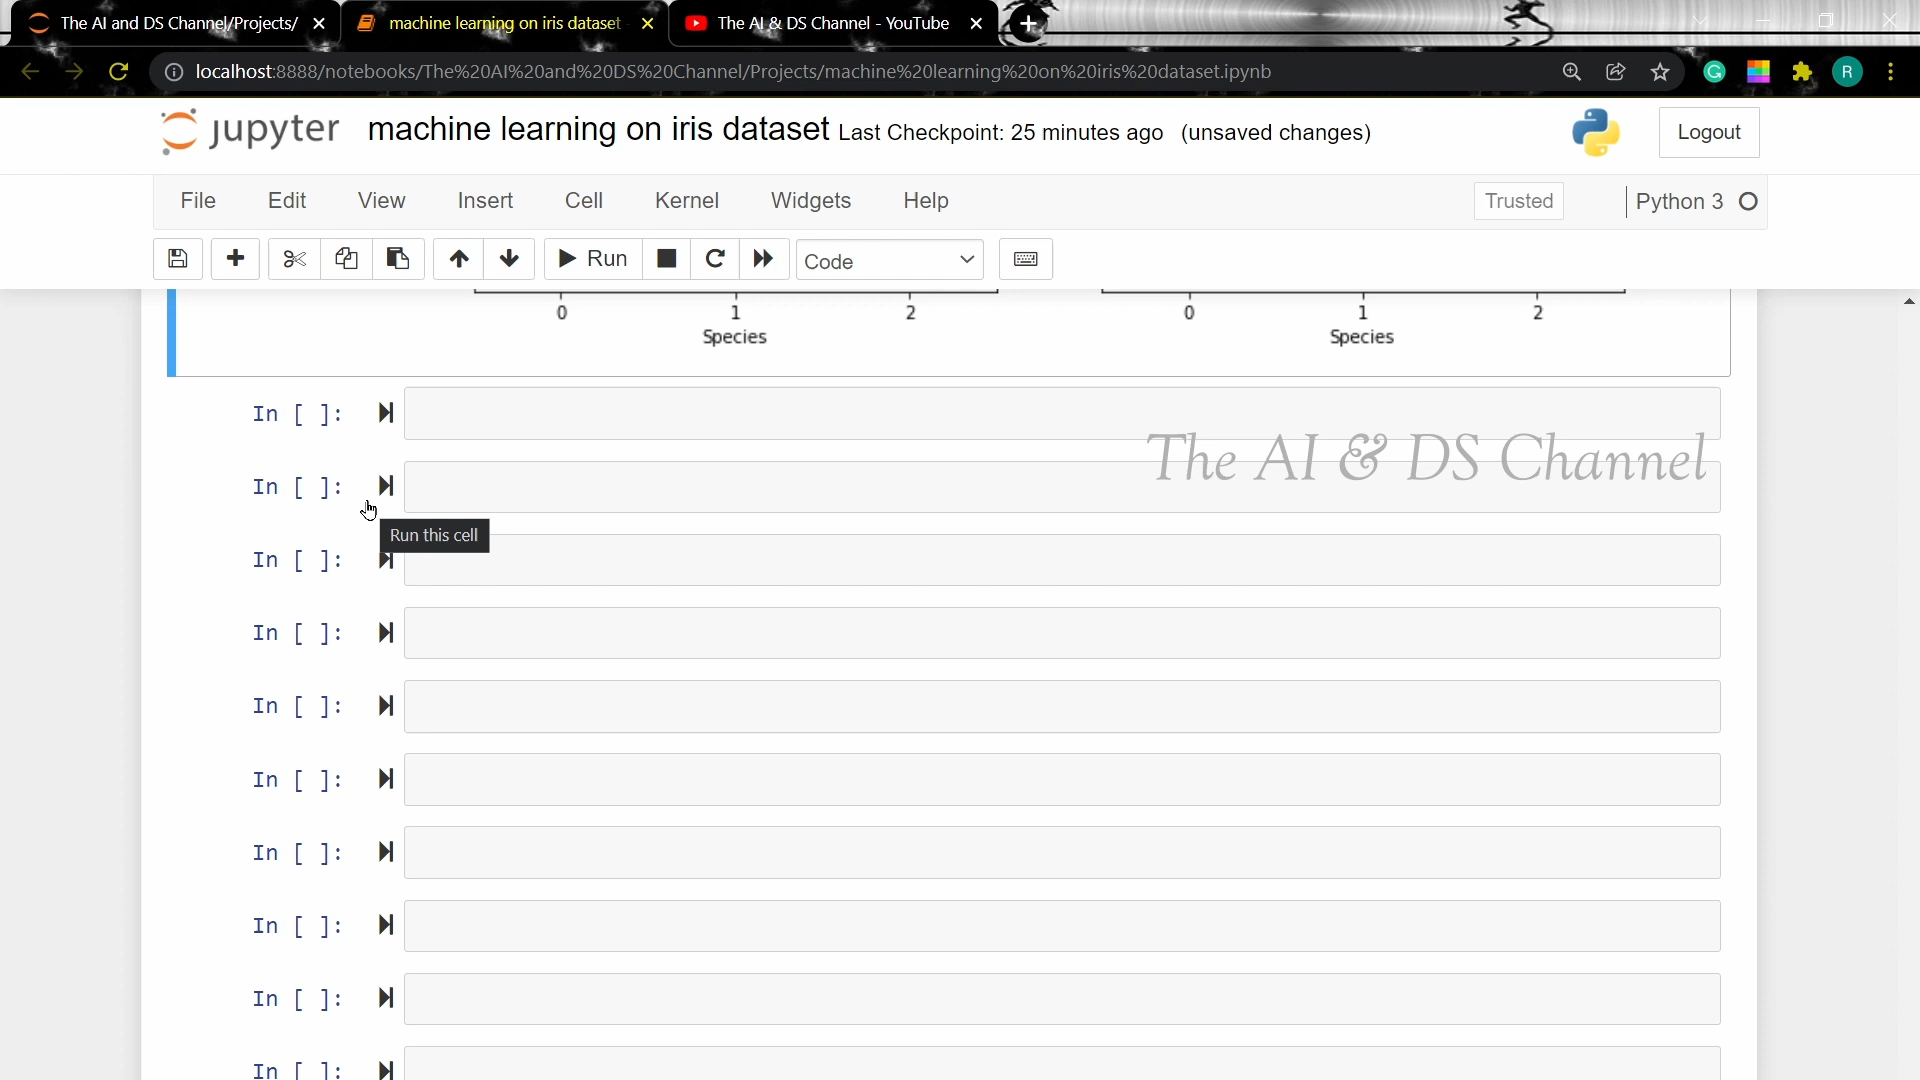 The AI and DS Channel/Projects/
machine learning on iris dataset
The AI & DS Channel - YouTube
localhost:8888/notebooks/The%20AI%20and%20DS%20Channel/Projects/machine%20learning%20on%20iris%20dataset.ipynb
R
jupyter machine learning on iris dataset Last Checkpoint: 25 minutes ago (unsaved changes)
Logout
File Edit View Insert Cell Kernel Widgets Help
Trusted
Python 3
Run
Code
0 1 2 0 1 2
Species Species
In [ ]:
The AI & DS Channel
In [ ]:
Run this cell
In [ ]:
In [ ]:
In [ ]:
In [ ]:
In [ ]:
In [ ]:
In [ ]:
In [ ]: